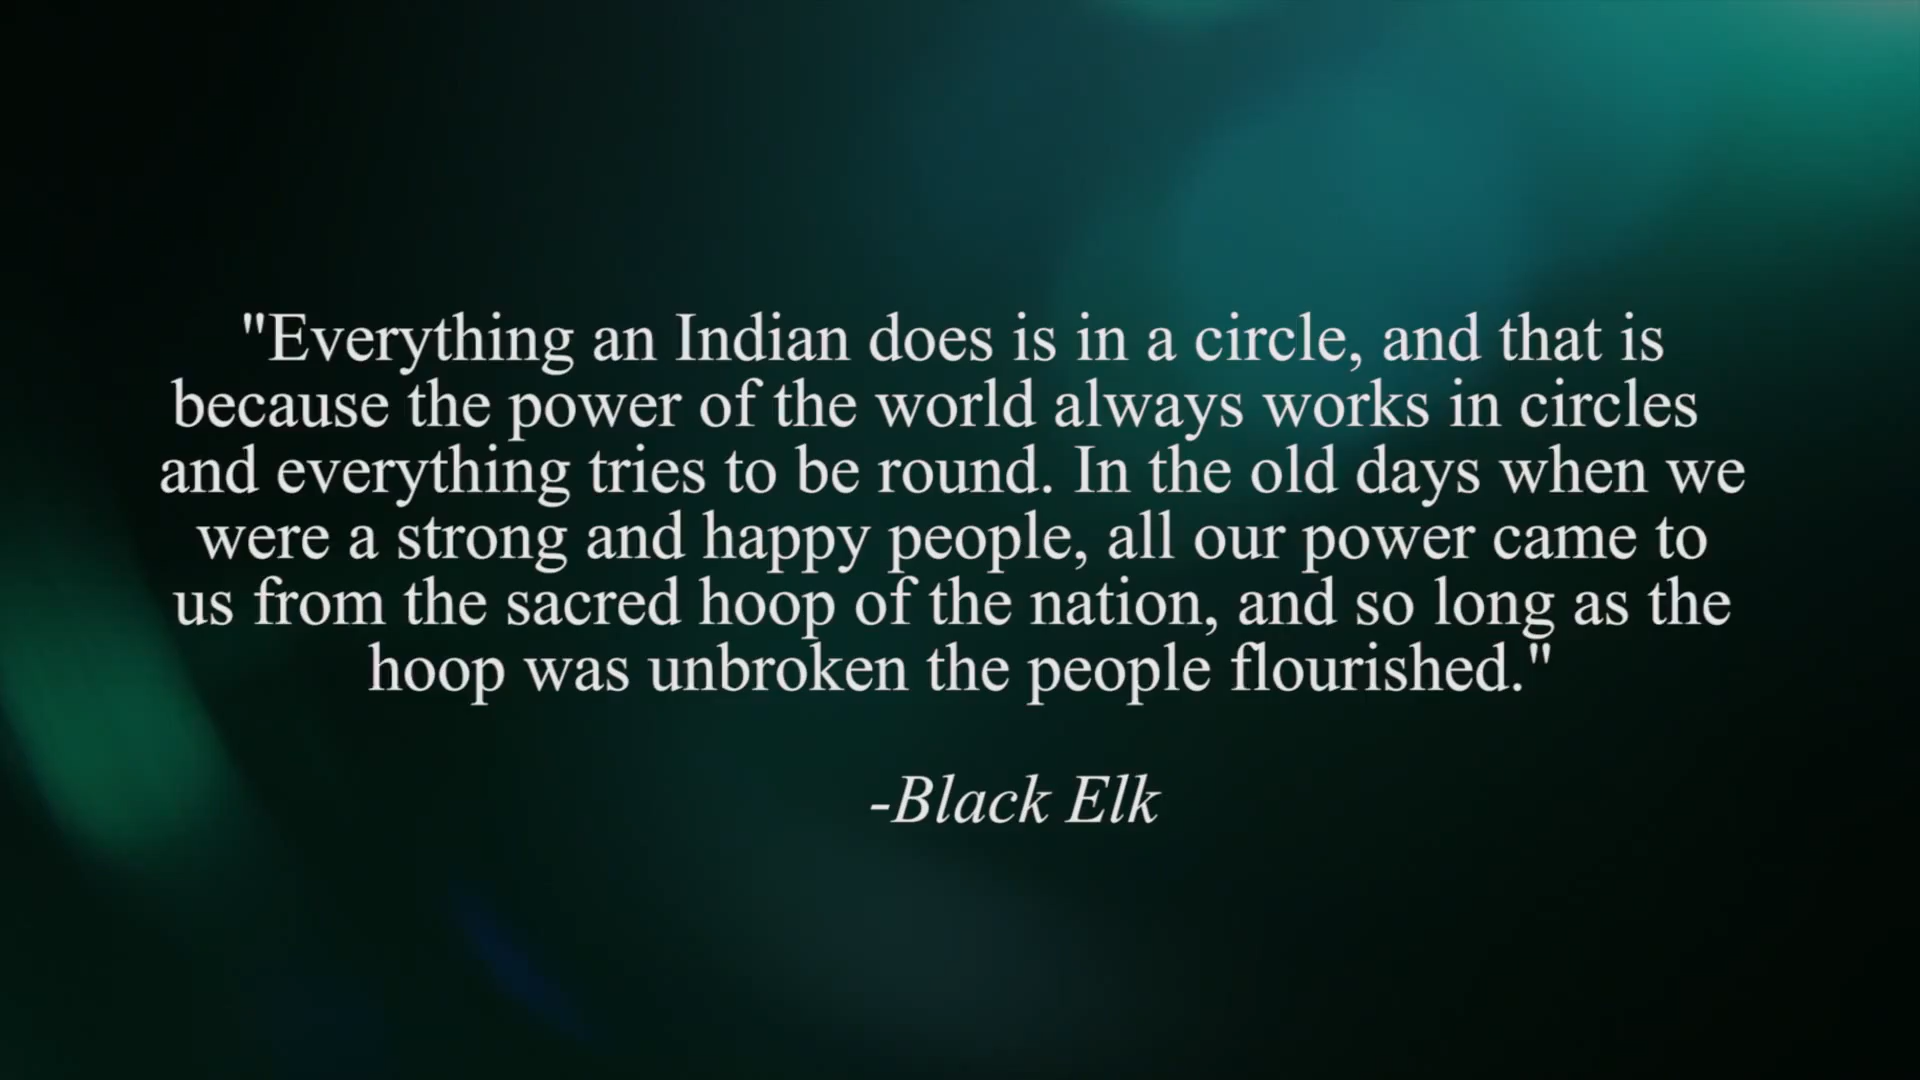 "Everything an Indian does is in a circle, and that is
because the power of the world always works in circles
and everything tries to be round. In the old days when we
were a strong and happy people, all our power came to
us from the sacred hoop of the nation, and so long as the
hoop was unbroken the people flourished."
-Black Elk